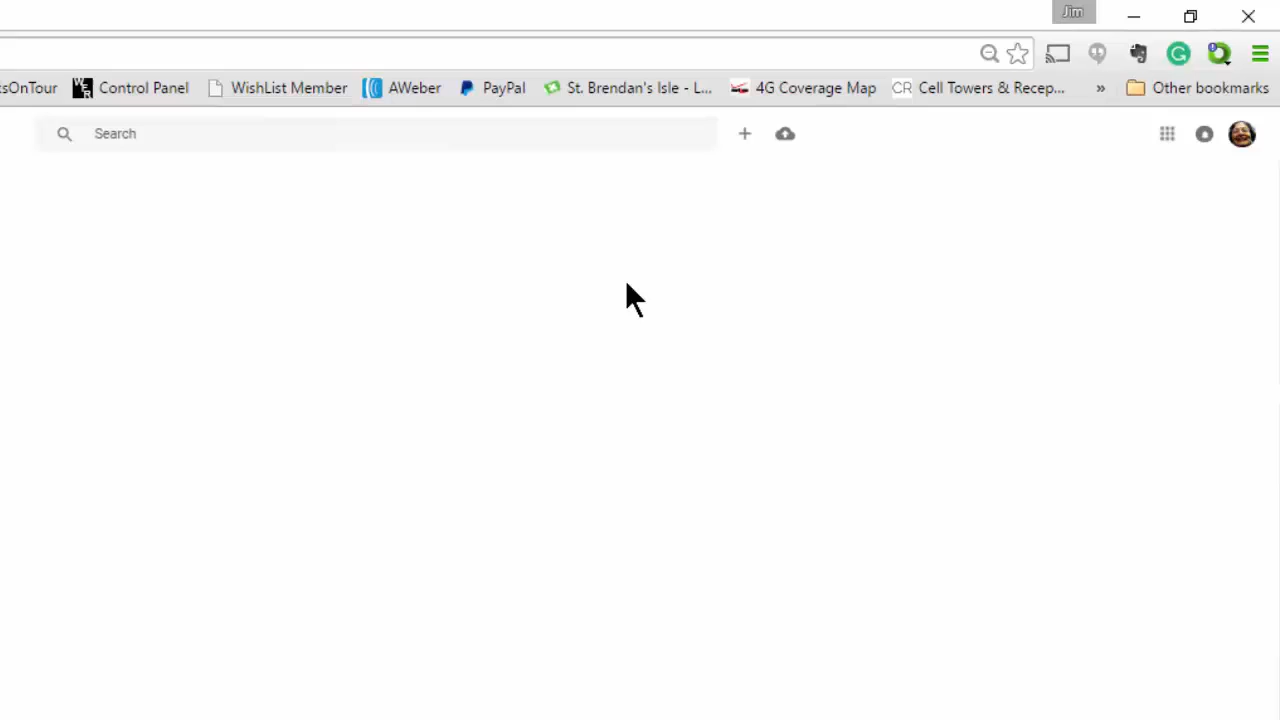 Jim
sOnTour Control Panel WishList Member AWeber PayPal St. Brendan's Isle - L... 4G Coverage Map CR Cell Towers & Recep... » Other bookmarks
Search